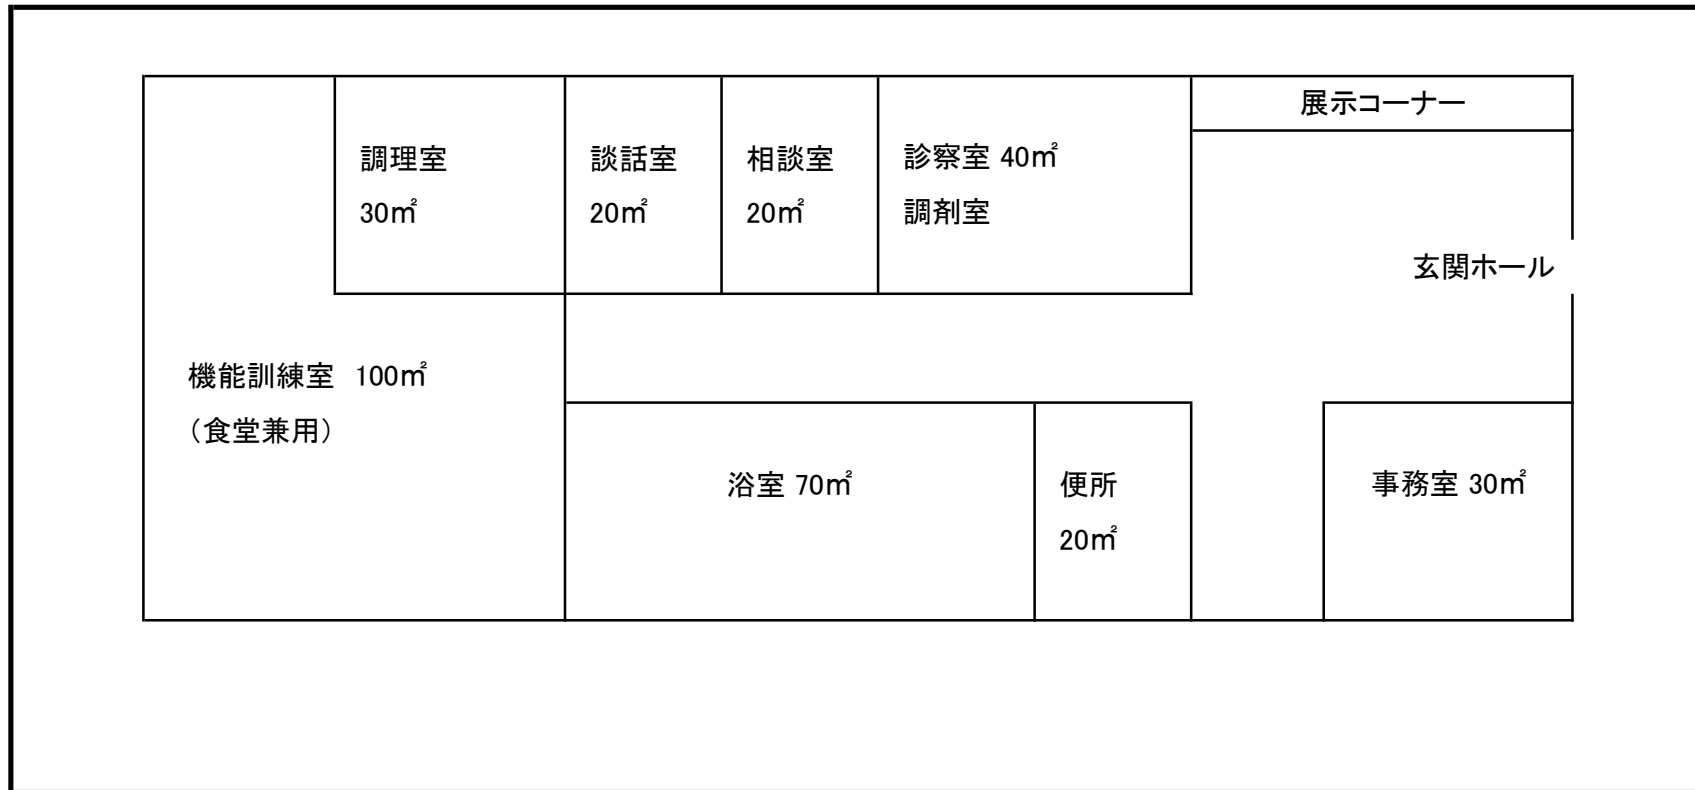 展示コーナー
調理室
30㎡
談話室
20㎡
相談室
20㎡
診察室 40㎡
調剤室
玄関ホール
機能訓練室　100㎡
（食堂兼用）
浴室 70㎡
便所
20㎡
事務室 30㎡